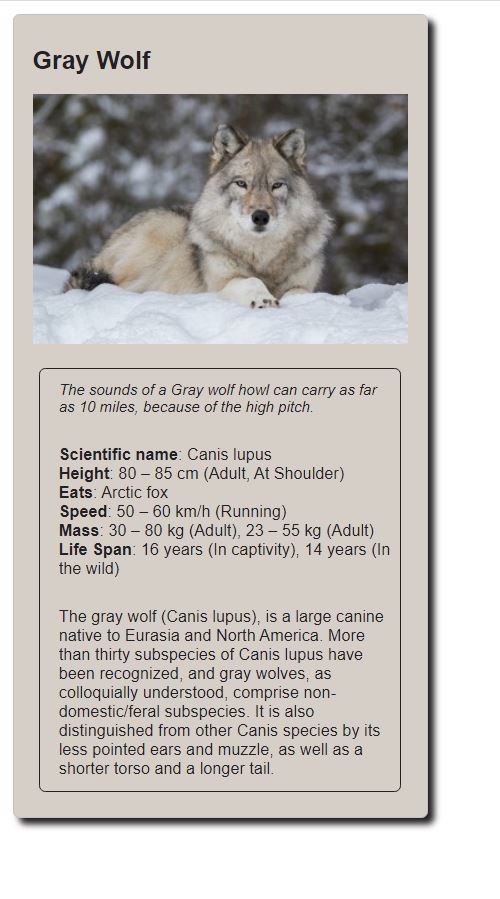 Gray Wolf
The sounds of a Gray wolf howl can carry as far
as 10 miles, because of the high pitch.
Scientific name: Canis lupus
Height: 80 – 85 cm (Adult, At Shoulder)
Eats: Arctic fox
Speed: 50 – 60 km/h (Running)
Mass: 30 – 80 kg (Adult), 23 – 55 kg (Adult)
Life Span: 16 years (In captivity), 14 years (In
the wild)
The gray wolf (Canis lupus), is a large canine
native to Eurasia and North America. More
than thirty subspecies of Canis lupus have
been recognized, and gray wolves, as
colloquially understood, comprise non-
domestic/feral subspecies. It is also
distinguished from other Canis species by its
less pointed ears and muzzle, as well as a
shorter torso and a longer tail.